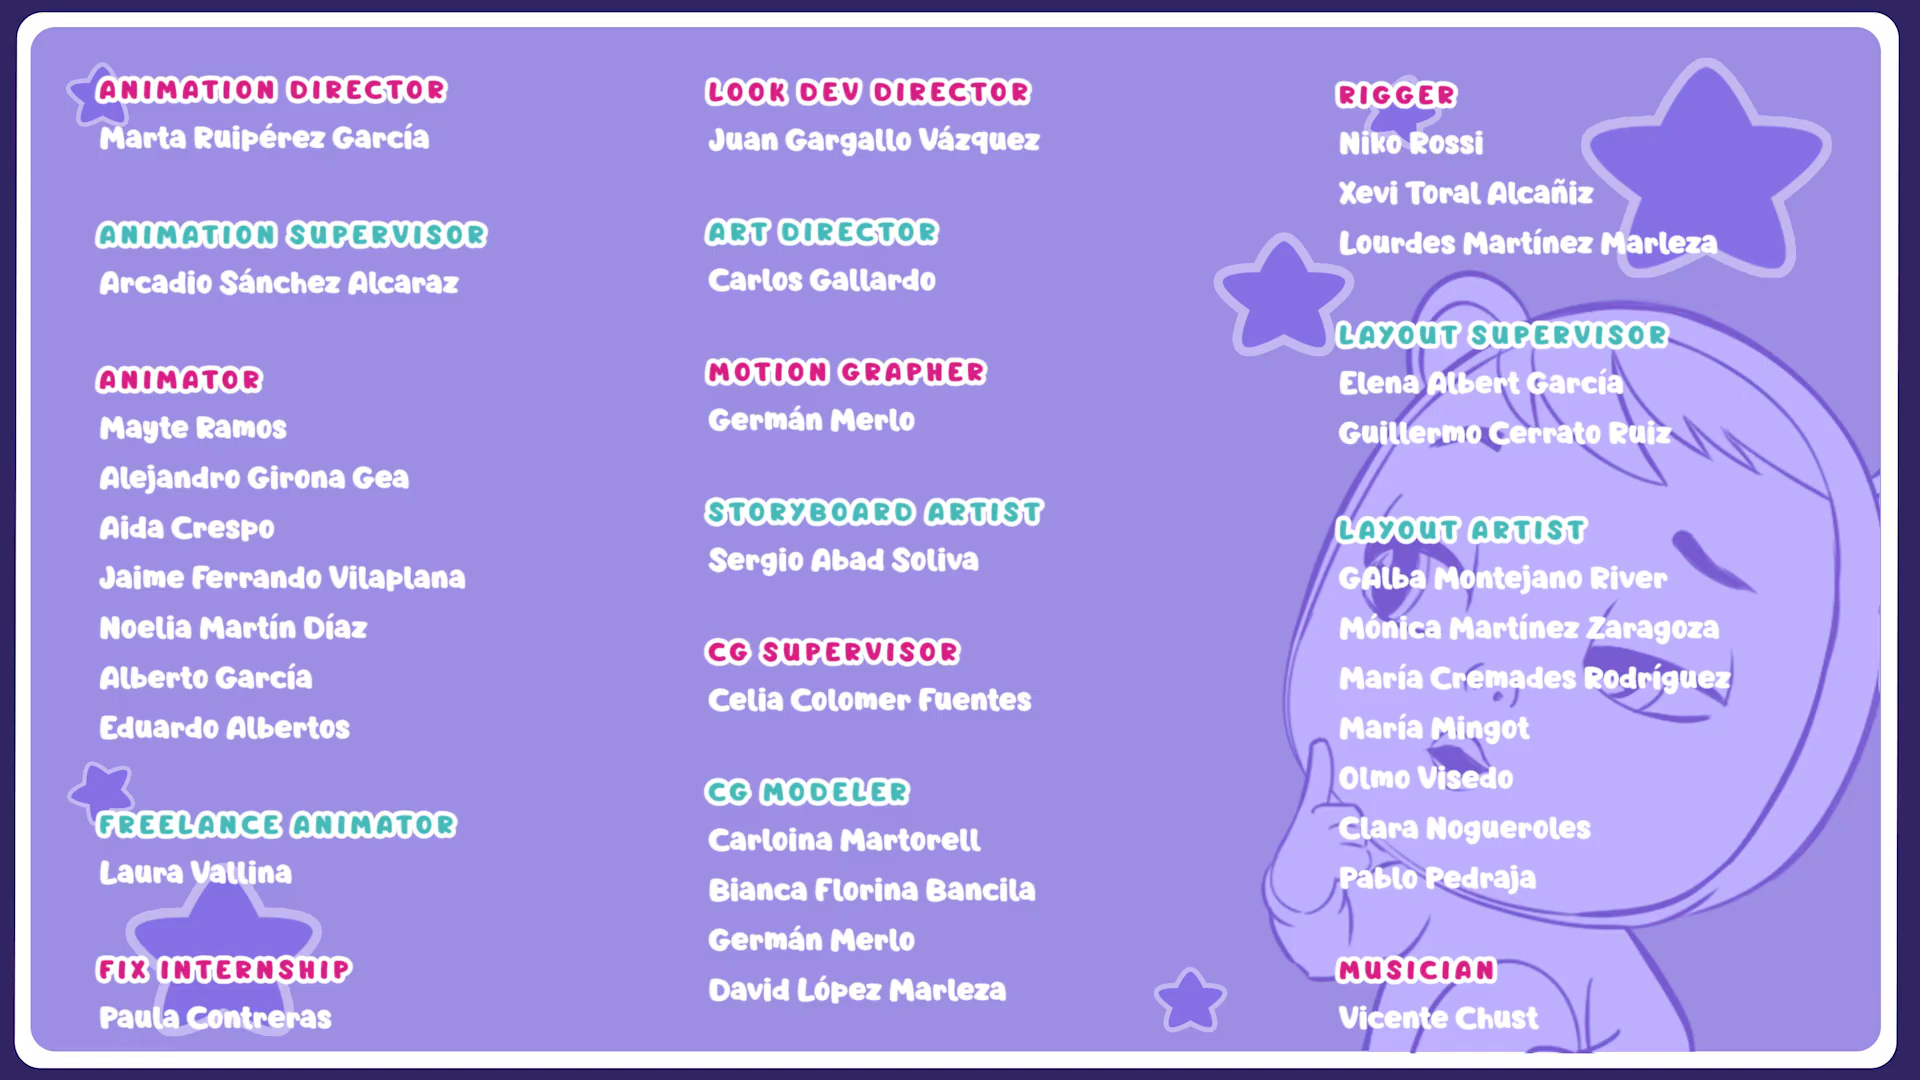 ANIMATION DIRECTOR
Marta Ruipérez García
ANIMATION SUPERVISOR
Arcadio Sánchez Alcaraz
ANIMATOR
Mayte Ramos
Alejandro Girona Gea
Aida Crespo
Jaime Ferrando Vilaplana
Noelia Martín Díaz
Alberto García
Eduardo Albertos
FREELANCE ANIMATOR
Laura Vallina
FIX INTERNSHIP
Paula Contreras
LOOK DEV DIRECTOR
Juan Gargallo Vázquez
ART DIRECTOR
Carlos Gallardo
MOTION GRAPHER
Germán Merlo
STORYBOARD ARTIST
Sergio Abad Soliva
CG SUPERVISOR
Celia Colomer Fuentes
CG MODELER
Carloina Martorell
Bianca Florina Bancila
Germán Merlo
David López Marleza
RIGGER
Niko Rossi
Xevi Toral Alcañiz
Lourdes Martínez Marleza
LAYOUT SUPERVISOR
Elena Albert García
Guillermo Cerrato Ruiz
LAYOUT ARTIST
GAlba Montejano River
Mónica Martínez Zaragoza
María Cremades Rodríguez
María Mingot
Olmo Visedo
Clara Nogueroles
Pablo Pedraja
MUSICIAN
Vicente Chust